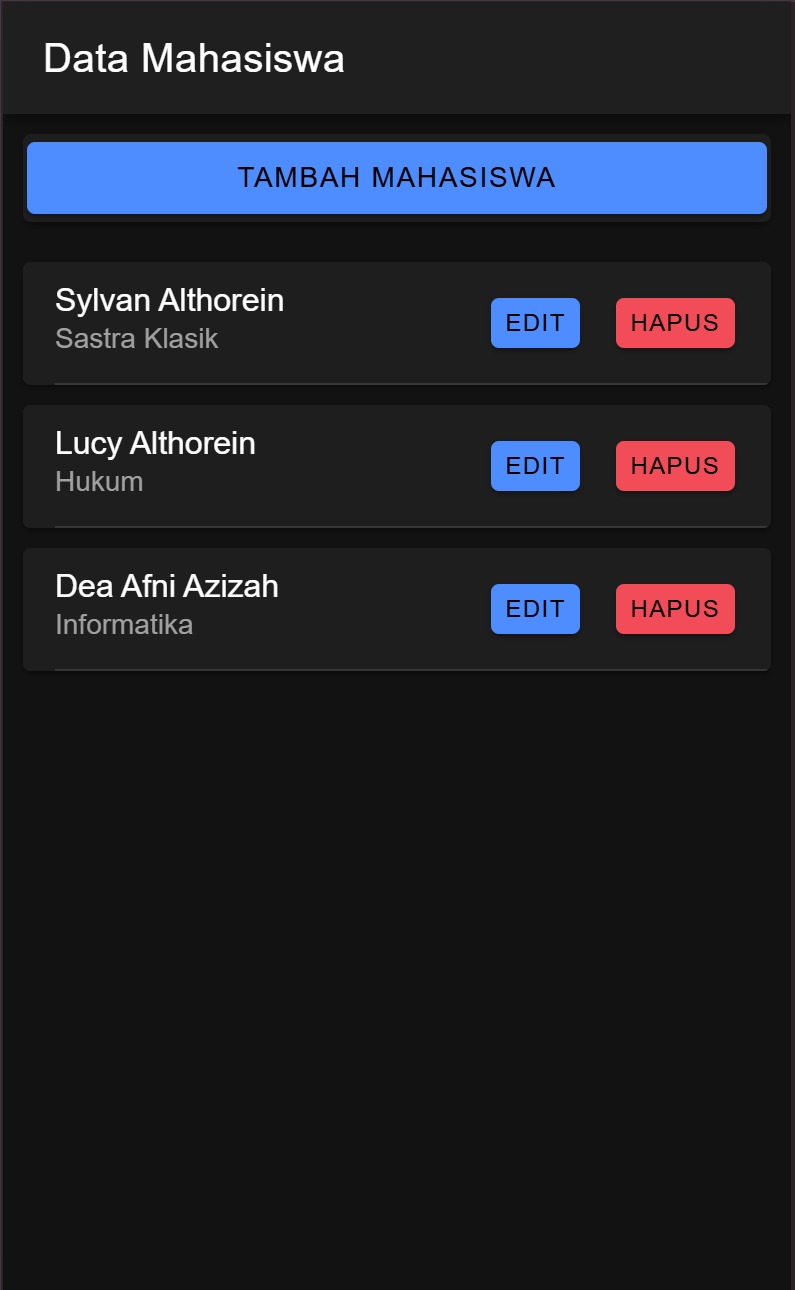 Data Mahasiswa
TAMBAH MAHASISWA
Sylvan Althorein
Sastra Klasik
EDIT
HAPUS
Lucy Althorein
Hukum
EDIT
HAPUS
Dea Afni Azizah
Informatika
EDIT
HAPUS